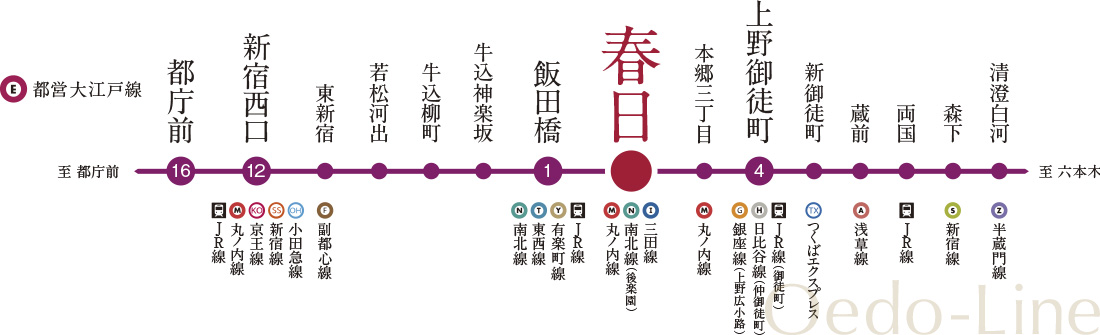 E 都営大江戸線
都庁前
新宿西口
東新宿
若松河田
牛込柳町
牛込神楽坂
飯田橋
春日
本郷三丁目
上野御徒町
新御徒町
蔵前
両国
森下
清澄白河
至 都庁前
16
12
1
4
至 六本木
JR線
M 丸ノ内線
KO 京王線
SS 新宿線
OH 小田急線
F 副都心線
N 南北線
T 東西線
Y 有楽町線
JR線
M 丸ノ内線
N 南北線(後楽園)
I 三田線
M 丸ノ内線
G 銀座線(上野広小路)
H 日比谷線(仲御徒町)
JR線(御徒町)
TX つくばエクスプレス
A 浅草線
JR線
S 新宿線
Z 半蔵門線
Oedo-Line